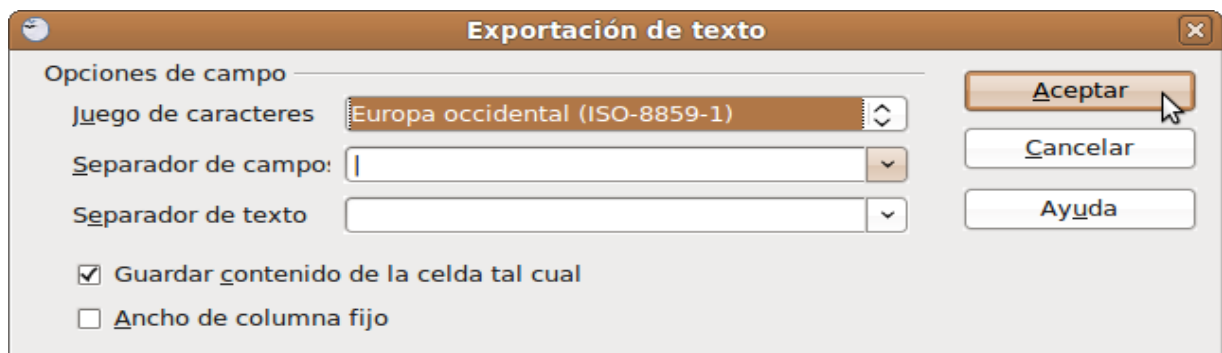 Exportación de texto
Opciones de campo
Juego de caracteres
Europa occidental (ISO-8859-1)
Separador de campo:
|
Separador de texto
Guardar contenido de la celda tal cual
Ancho de columna fijo
Aceptar
Cancelar
Ayuda